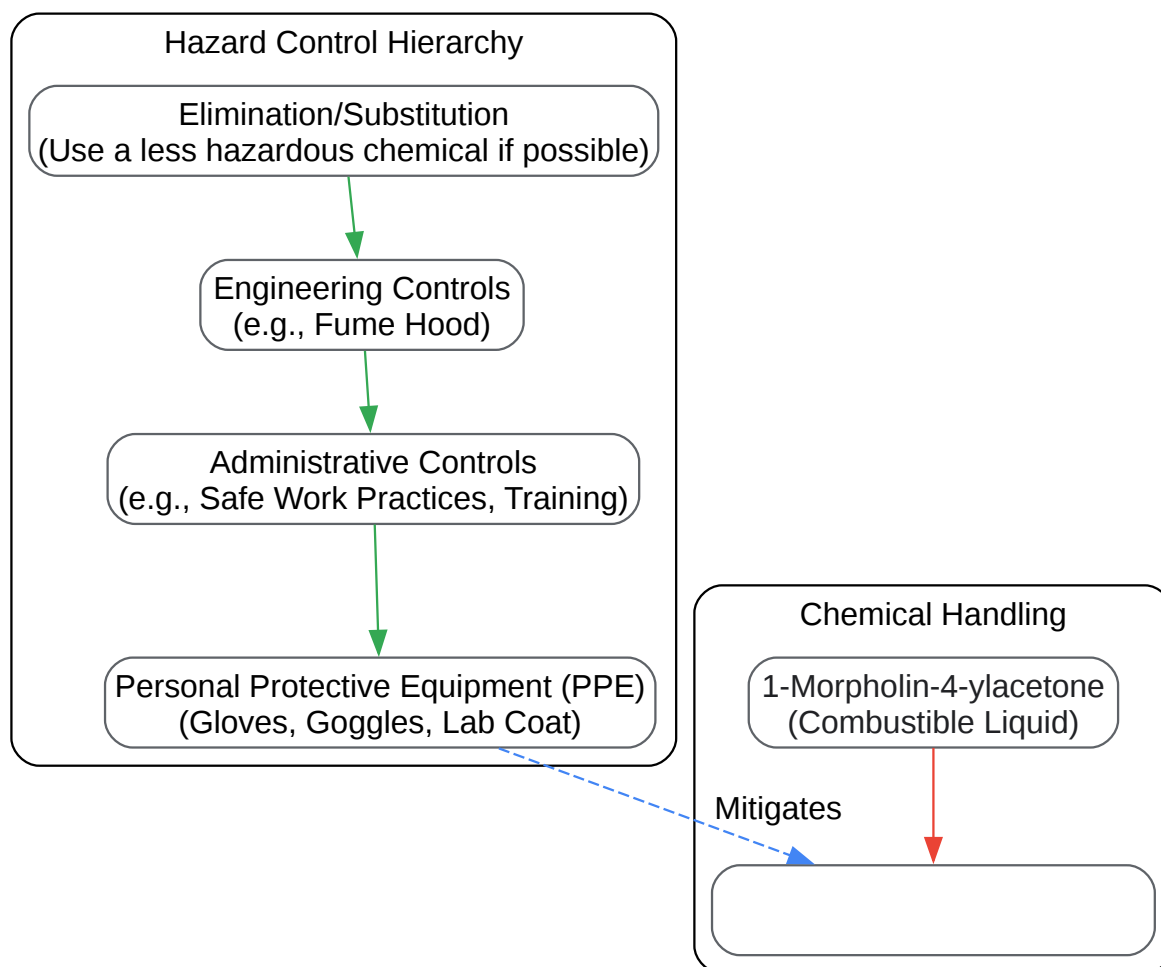 Hazard Control Hierarchy
Elimination/Substitution
(Use a less hazardous chemical if possible)
Engineering Controls
(e.g., Fume Hood)
Administrative Controls
(e.g., Safe Work Practices, Training)
Personal Protective Equipment (PPE)
(Gloves, Goggles, Lab Coat)
Chemical Handling
1-Morpholin-4-ylacetone
(Combustible Liquid)
Mitigates